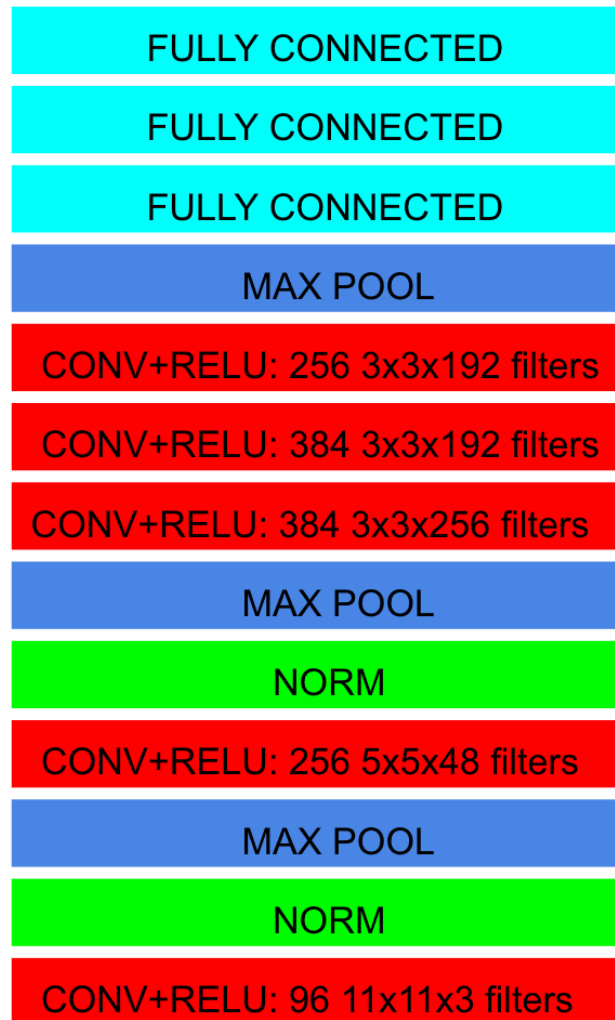 FULLY CONNECTED
FULLY CONNECTED
FULLY CONNECTED
MAX POOL
CONV+RELU: 256 3x3x192 filters
CONV+RELU: 384 3x3x192 filters
CONV+RELU: 384 3x3x256 filters
MAX POOL
NORM
CONV+RELU: 256 5x5x48 filters
MAX POOL
NORM
CONV+RELU: 96 11x11x3 filters